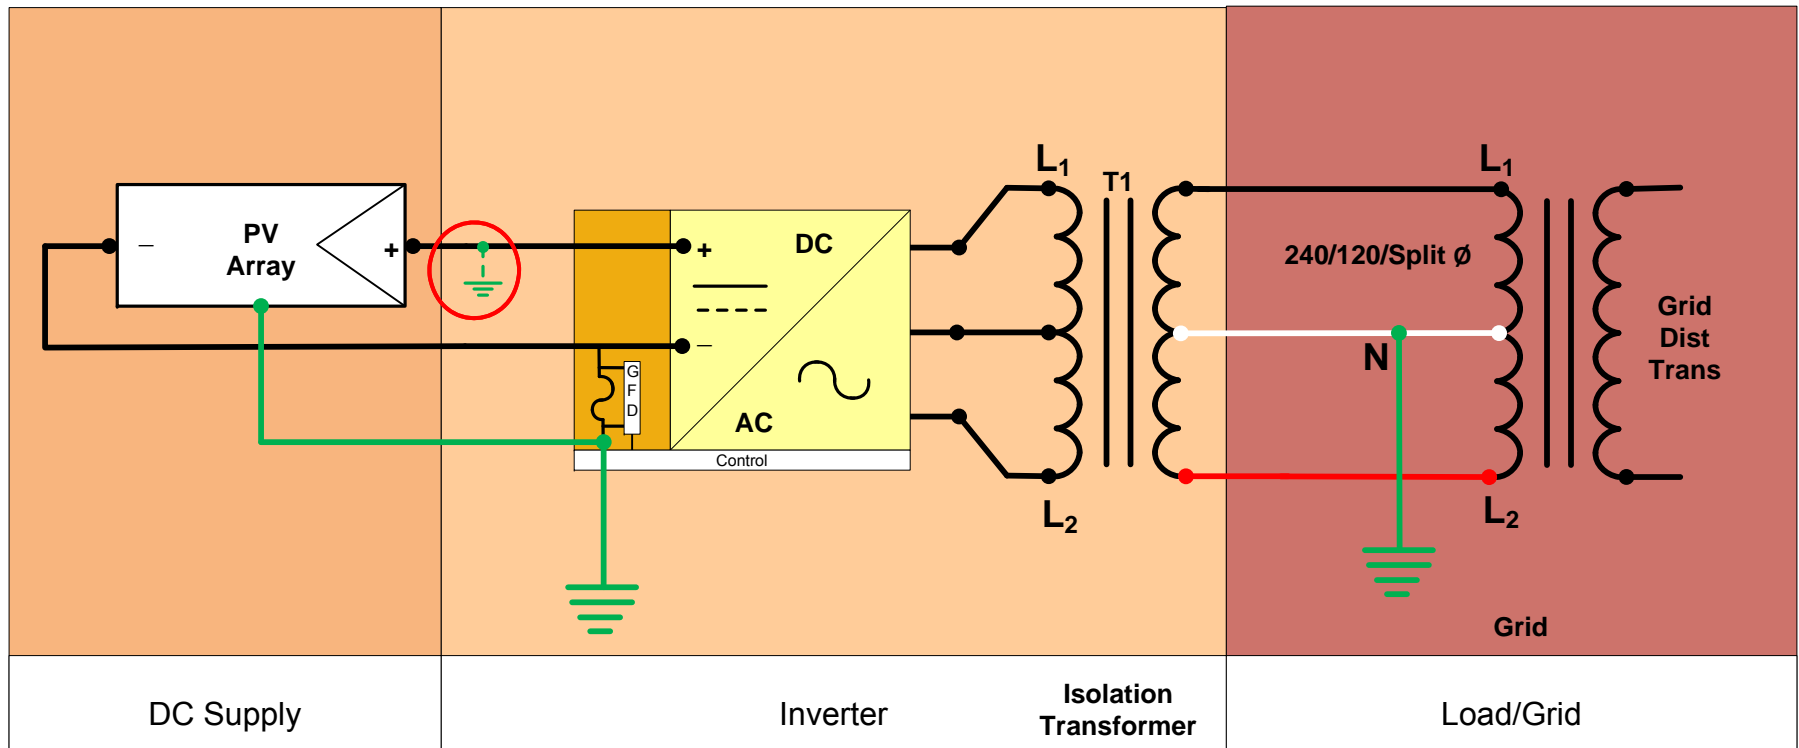 L1
T1
L1
PV
Array
−
+
+
DC
240/120/Split Ø
Grid
Dist
Trans
−
N
G
F
D
AC
Control
L2
L2
Grid
DC Supply
Inverter
Isolation
Transformer
Load/Grid